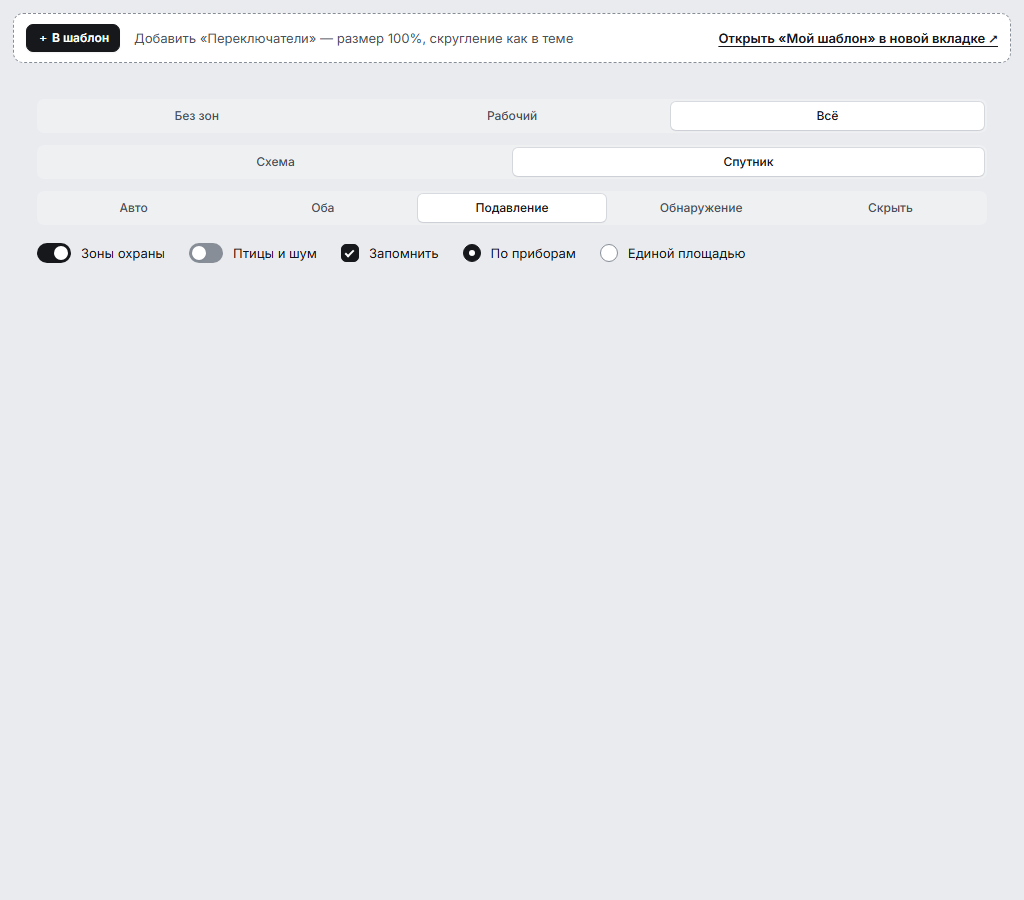 + В шаблон Добавить «Переключатели» — размер 100%, скругление как в теме Открыть «Мой шаблон» в новой вкладке ↗
Без зон Рабочий Всё
Схема Спутник
Авто Оба Подавление Обнаружение Скрыть
Зоны охраны Птицы и шум Запомнить По приборам Единой площадью